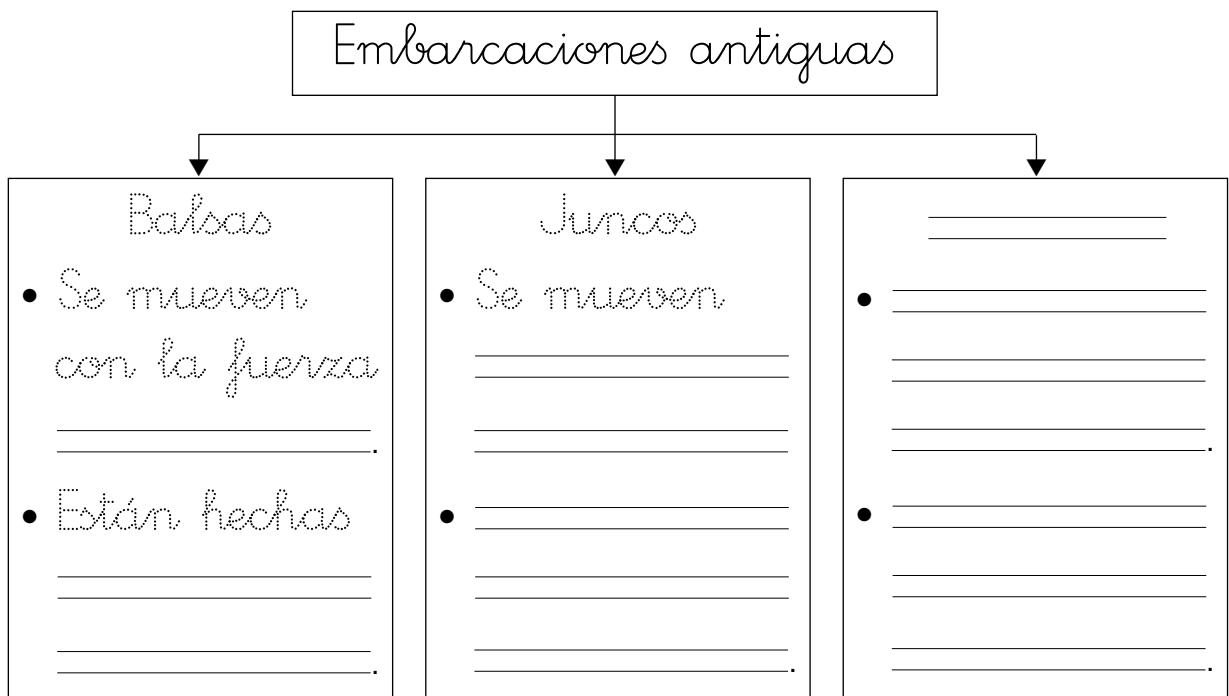 Embarcaciones antiguas
Balsas
• Se mueven
con la fuerza
.
• Están hechas
.
Juncos
• Se mueven
•
.
•
.
•
.